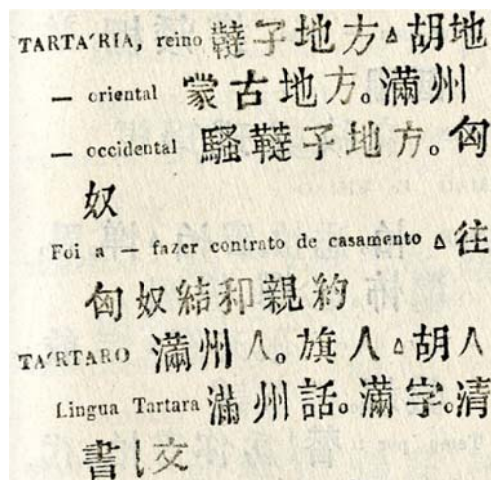 TARTA'RIA, reino 韃子地方△胡地
— oriental 蒙古地方。滿州
— occidental 騷韃子地方。匈
奴
Foi a — fazer contrato de casamento △往
匈奴結和親約
TA'RTARO 滿州人。旗人△胡人
Lingua Tartara 滿州話。滿字。清
書〡文